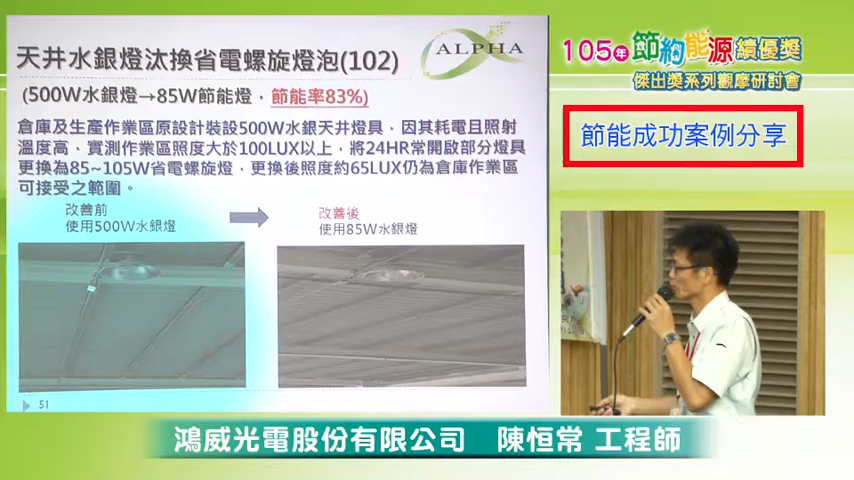 天井水銀燈汰換省電螺旋燈泡(102)
ALPHA
(500W水銀燈→85W節能燈，節能率83%)
倉庫及生產作業區原設計裝設500W水銀天井燈具，因其耗電且照射
溫度高，實測作業區照度大於100LUX以上，將24HR常開啟部分燈具
更換為85~105W省電螺旋燈，更換後照度約65LUX仍為倉庫作業區
可接受之範圍。
改善前
使用500W水銀燈
改善後
使用85W水銀燈
51
105年節約能源績優獎
傑出獎系列觀摩研討會
節能成功案例分享
鴻威光電股份有限公司 陳恒常 工程師